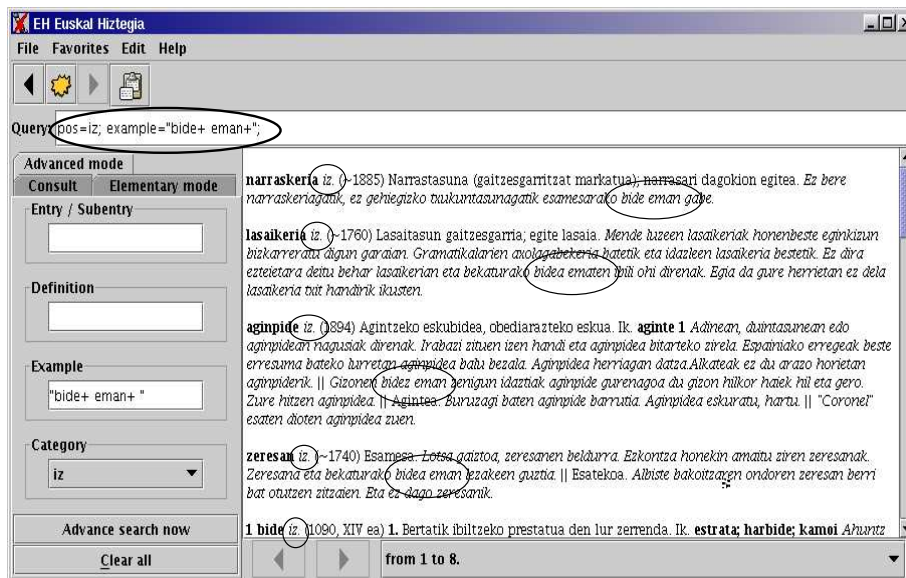 EH Euskal Hiztegia
File Favorites Edit Help
Query: pos=iz; example="bide+ eman+";
Advanced mode
Consult Elementary mode
Entry / Subentry
Definition
Example
"bide+ eman+ "
Category
iz
Advance search now
Clear all
narraskeria iz. (~1885) Narrastasuna (gaitzesgarritzat markatua); narrasari dagokion egitea. Ez bere
narraskeriagatik, ez gehiegizko txukuntasunagatik esamesarako bide eman gabe.
lasaikeria iz. (~1760) Lasaitasun gaitzesgarria; egite lasaia. Mende luzeen lasaikeriak honenbeste eginkizun
bizkarreratu digun garaian. Gramatikalarien axolagabekeria batetik eta idazleen lasaikeria bestetik. Ez dira
ezteietara deitu behar lasaikerian eta bekaturako bidea ematen ibili ohi direnak. Egia da gure herrietan ez dela
lasaikeria txit handirik ikusten.
aginpide iz. (1894) Agintzeko eskubidea, obediarazteko eskua. Ik. aginte 1 Adinean, duintasunean edo
aginpidean nagusiak direnak. Irabazi zituen izen handi eta aginpidea bitarteko zirela. Espainiako erregeak beste
erresuma bateko lurretan aginpidea balu bezala. Aginpidea herriagan datza.Alkateak ez du arazo horietan
aginpiderik. || Gizonen bidez eman zenigun idaztiak aginpide gurenagoa du gizon hilkor haiek hil eta gero.
Zure hitzen aginpidea. || Agintea. Buruzagi baten aginpide barrutia. Aginpidea eskuratu, hartu. || "Coronel"
esaten dioten aginpidea zuen.
zeresan iz. (~1740) Esamesa. Lotsa gaiztoa, zeresanen beldurra. Ezkontza honekin amaitu ziren zeresanak.
Zeresana eta bekaturako bidea eman lezakeen guztia. || Esatekoa. Albiste bakoitzaren ondoren zeresan berri
bat otutzen zitzaien. Eta ez dago zeresanik.
1 bide iz. (1090, XIV ea) 1. Bertatik ibiltzeko prestatua den lur zerrenda. Ik. estrata; harbide; kamoi Ahuntz
from 1 to 8.